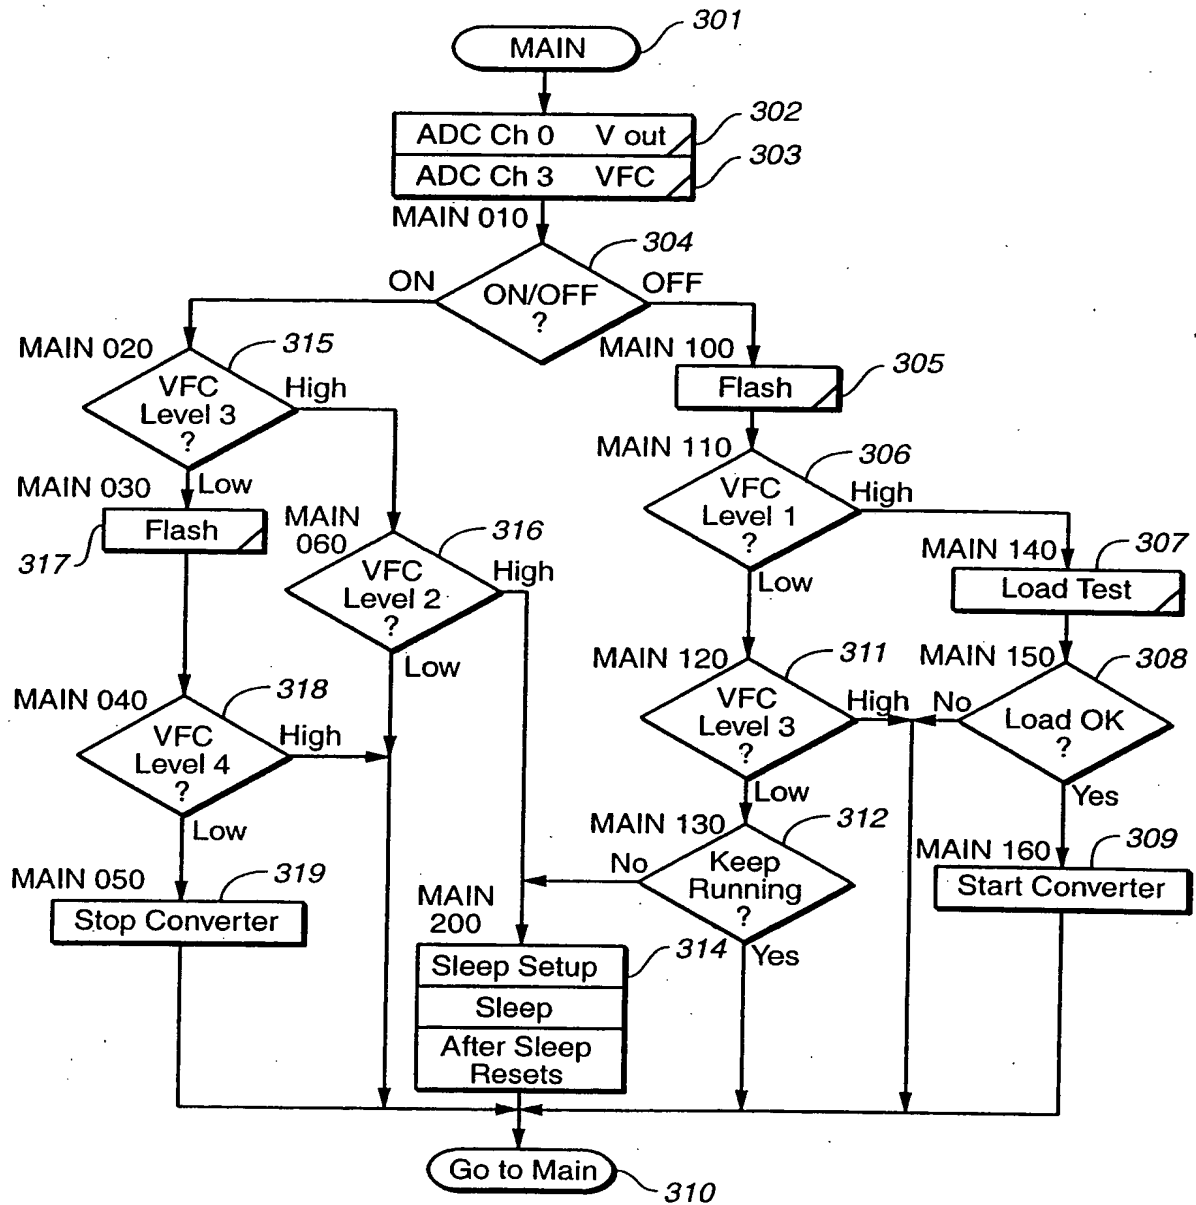 301
MAIN
302
ADC Ch 0 V out
303
ADC Ch 3 VFC
MAIN 010
304
ON
ON/OFF
?
OFF
MAIN 020
315
VFC
Level 3
?
High
Low
MAIN 100
Flash
305
MAIN 110
306
VFC
Level 1
?
High
Low
MAIN 030
Flash
317
MAIN
060
316
VFC
Level 2
?
High
Low
MAIN 140
307
Load Test
MAIN 040
318
VFC
Level 4
?
High
Low
MAIN 120
311
VFC
Level 3
?
High
Low
MAIN 150
308
No
Load OK
?
Yes
MAIN 130
312
No
Keep
Running
?
Yes
MAIN 160
309
Start Converter
MAIN 050
319
Stop Converter
MAIN
200
314
Sleep Setup
Sleep
After Sleep
Resets
Go to Main
310